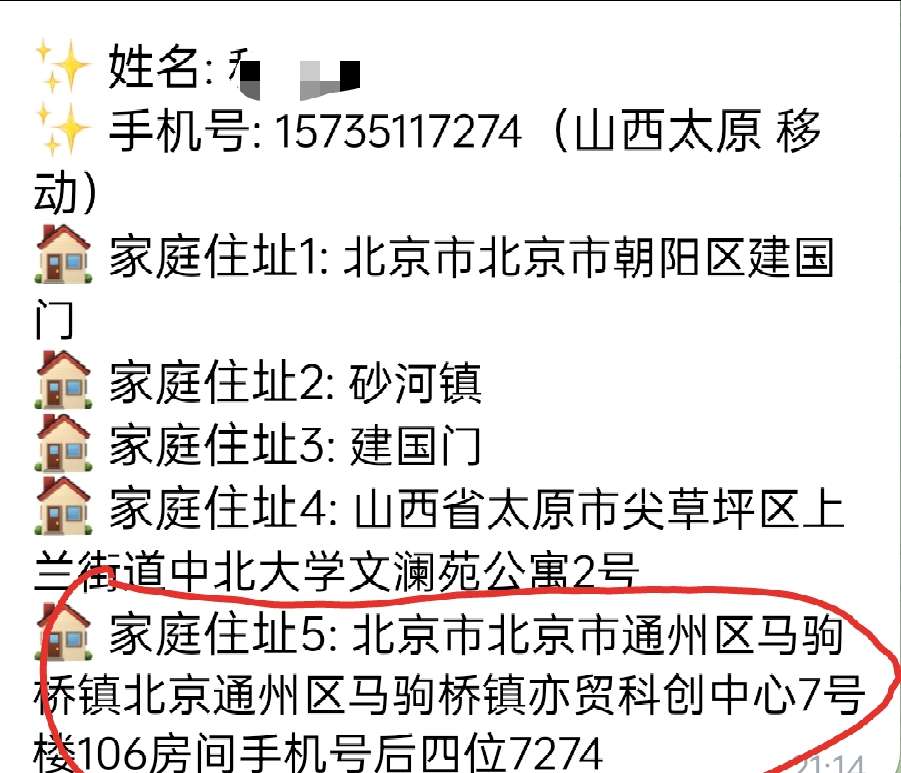 姓名:
手机号: 15735117274（山西太原 移
动）
家庭住址1: 北京市北京市朝阳区建国
门
家庭住址2: 砂河镇
家庭住址3: 建国门
家庭住址4: 山西省太原市尖草坪区上
兰街道中北大学文澜苑公寓2号
家庭住址5: 北京市北京市通州区马驹
桥镇北京通州区马驹桥镇亦贸科创中心7号
楼106房间手机号后四位7274
21:14